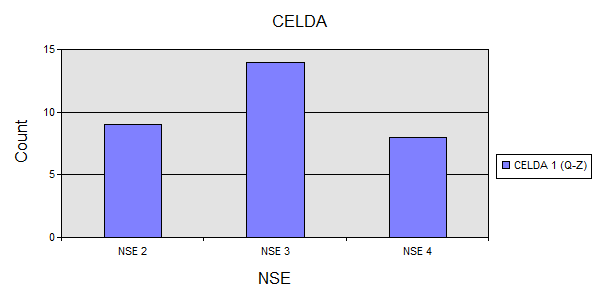 CELDA
15
10
5
0
Count
NSE 2
NSE 3
NSE 4
NSE
CELDA 1 (Q-Z)